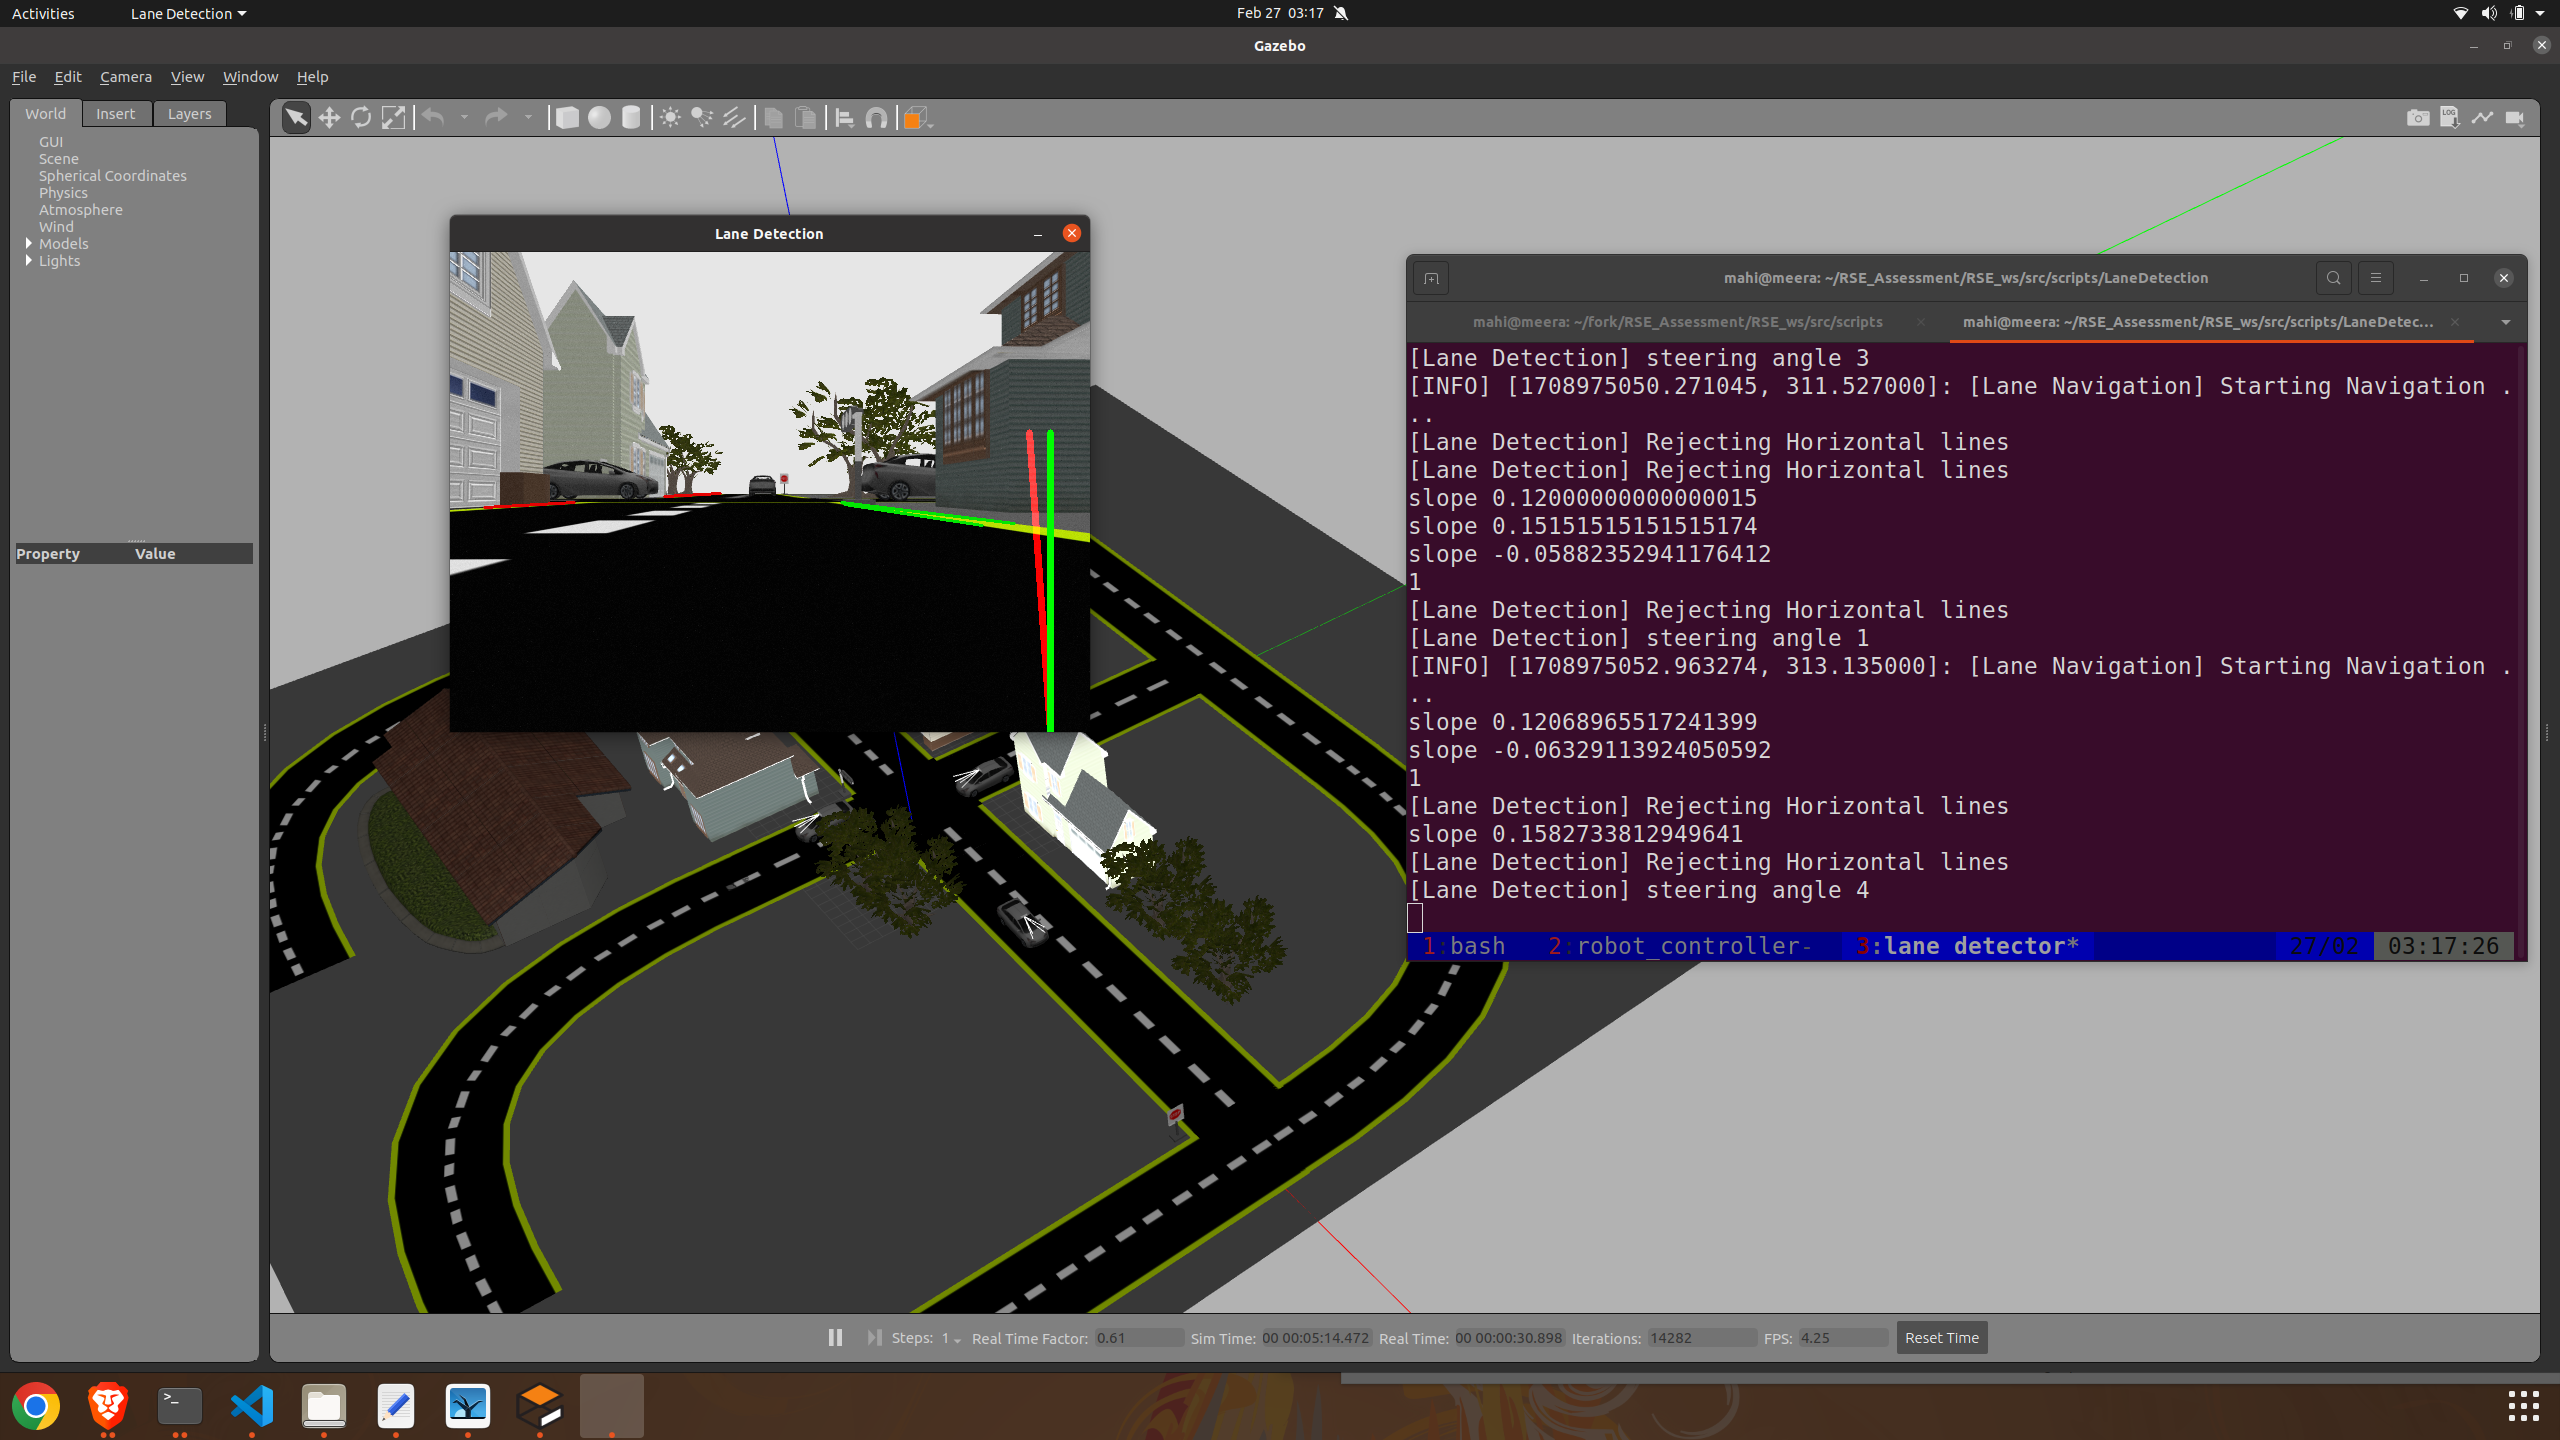 Activities
Lane Detection
Feb 27 03:17
Gazebo
File Edit Camera View Window Help
World Insert Layers
GUI
Scene
Spherical Coordinates
Physics
Atmosphere
Wind
Models
Lights
Property Value
LOG
Lane Detection
mahi@meera: ~/RSE_Assessment/RSE_ws/src/scripts/LaneDetection
mahi@meera: ~/fork/RSE_Assessment/RSE_ws/src/scripts
mahi@meera: ~/RSE_Assessment/RSE_ws/src/scripts/LaneDetec...
[Lane Detection] steering angle 3
[INFO] [1708975050.271045, 311.527000]: [Lane Navigation] Starting Navigation .
..
[Lane Detection] Rejecting Horizontal lines
[Lane Detection] Rejecting Horizontal lines
slope 0.12000000000000015
slope 0.15151515151515174
slope -0.05882352941176412
1
[Lane Detection] Rejecting Horizontal lines
[Lane Detection] steering angle 1
[INFO] [1708975052.963274, 313.135000]: [Lane Navigation] Starting Navigation .
..
slope 0.12068965517241399
slope -0.06329113924050592
1
[Lane Detection] Rejecting Horizontal lines
slope 0.1582733812949641
[Lane Detection] Rejecting Horizontal lines
[Lane Detection] steering angle 4
1:bash 2:robot_controller- 3:lane detector* 27/02 03:17:26
Steps: 1 Real Time Factor: 0.61 Sim Time: 00 00:05:14.472 Real Time: 00 00:00:30.898 Iterations: 14282 FPS: 4.25 Reset Time